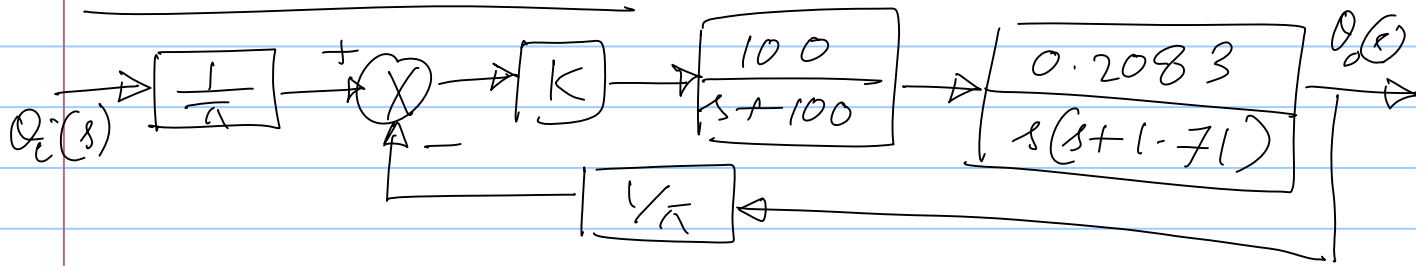 θi(s) 1/π + X − K 100/(s+100) 0.2083/(s(s+1.71)) θo(s)
1/π